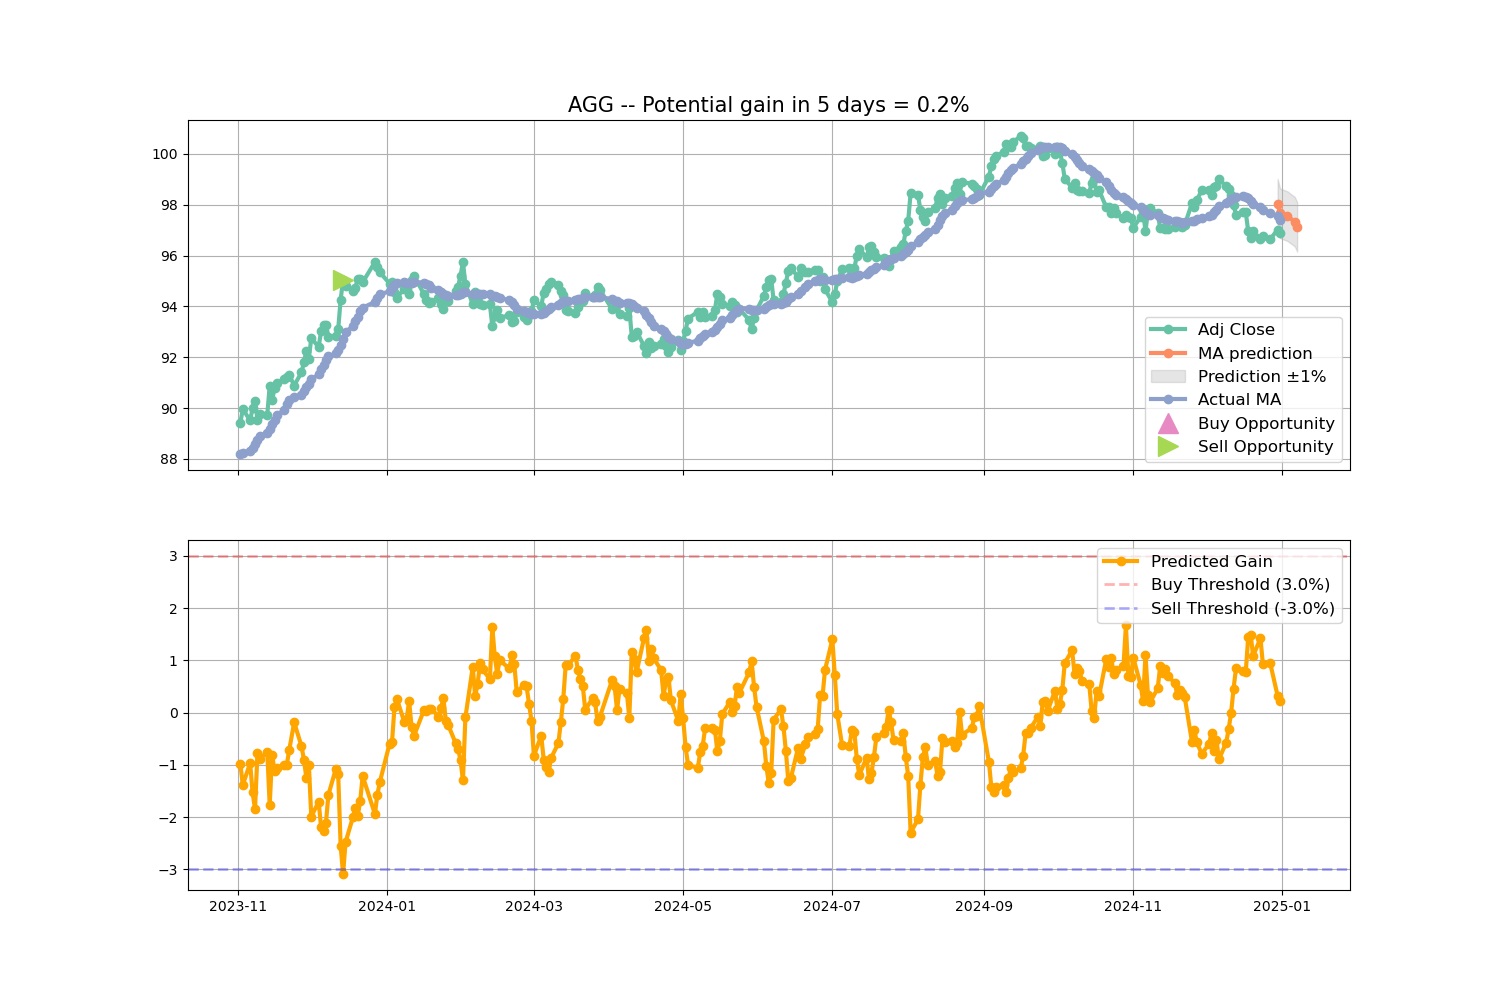 AGG -- Potential gain in 5 days = 0.2%
100
98
96
94
92
90
88
Adj Close
MA prediction
Prediction ±1%
Actual MA
Buy Opportunity
Sell Opportunity
3
2
1
0
−1
−2
−3
Predicted Gain
Buy Threshold (3.0%)
Sell Threshold (-3.0%)
2023-11 2024-01 2024-03 2024-05 2024-07 2024-09 2024-11 2025-01